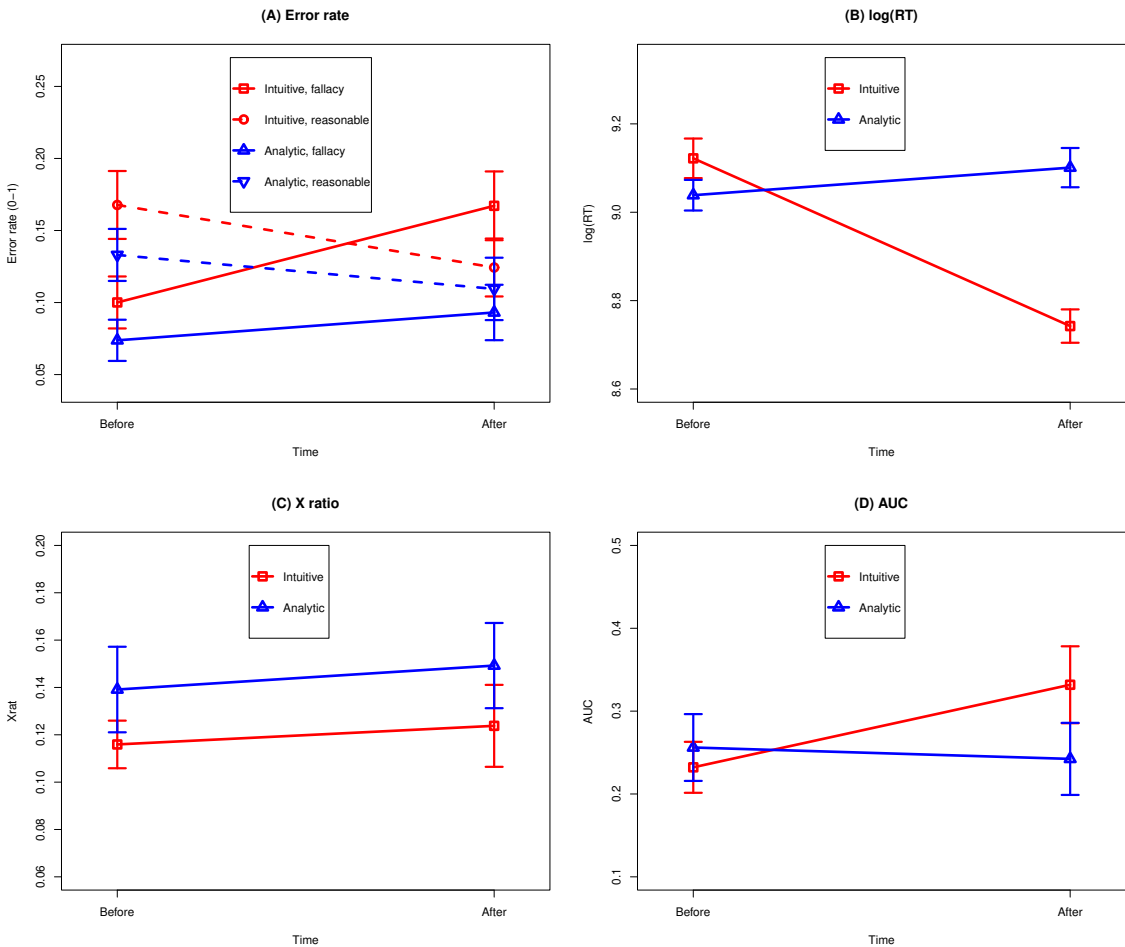 (A) Error rate
Error rate (0−1)
0.25
0.20
0.15
0.10
0.05
Intuitive, fallacy
Intuitive, reasonable
Analytic, fallacy
Analytic, reasonable
Before
After
Time
(B) log(RT)
log(RT)
9.2
9.0
8.8
8.6
Intuitive
Analytic
Before
After
Time
(C) X ratio
Xrat
0.20
0.18
0.16
0.14
0.12
0.10
0.08
0.06
Intuitive
Analytic
Before
After
Time
(D) AUC
AUC
0.5
0.4
0.3
0.2
0.1
Intuitive
Analytic
Before
After
Time